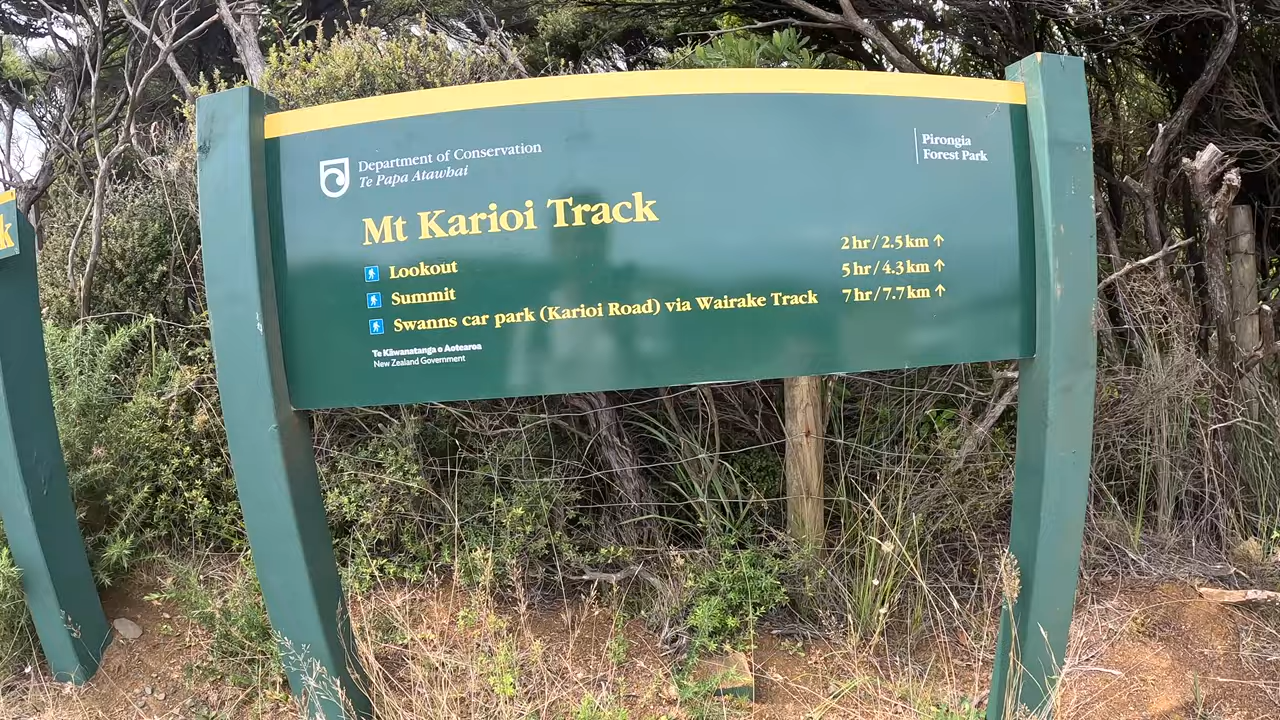 Department of Conservation
Te Papa Atawhai
Pirongia
Forest Park
Mt Karioi Track
Lookout 2 hr / 2.5 km ↑
Summit 5 hr / 4.3 km ↑
Swanns car park (Karioi Road) via Wairake Track 7 hr / 7.7 km ↑
Te Kāwanatanga o Aotearoa
New Zealand Government
k